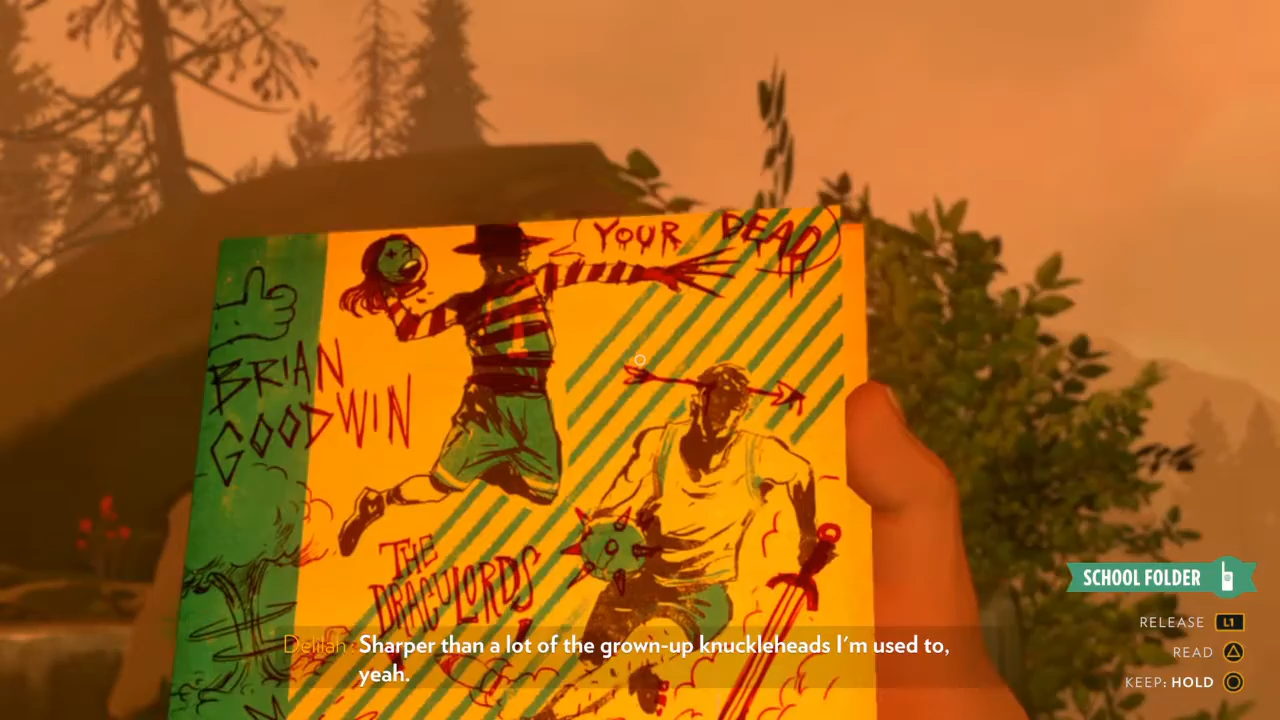 YOUR DEAD
BRIAN
GOODWIN
1
THE
DRACULORDS
SCHOOL FOLDER
Delilah: Sharper than a lot of the grown-up knuckleheads I'm used to,
yeah.
RELEASE L1
READ
KEEP: HOLD